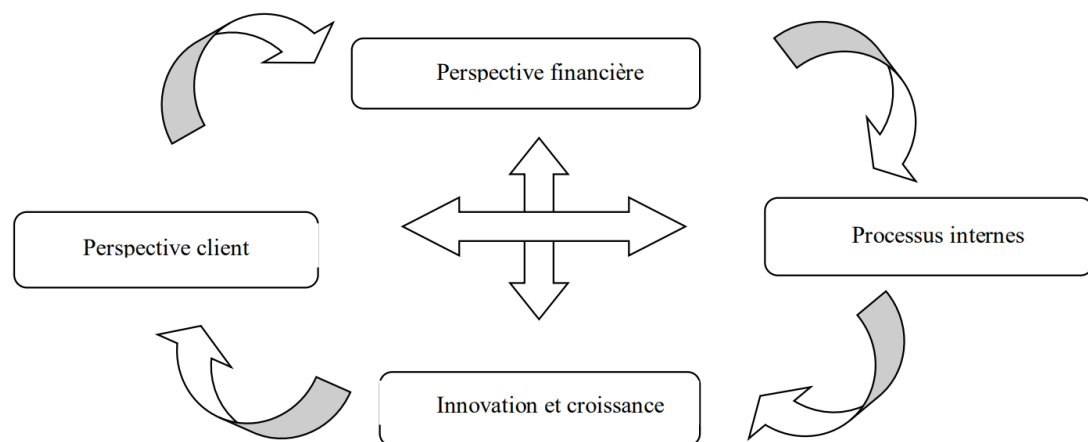 Perspective financière
Perspective client
Processus internes
Innovation et croissance